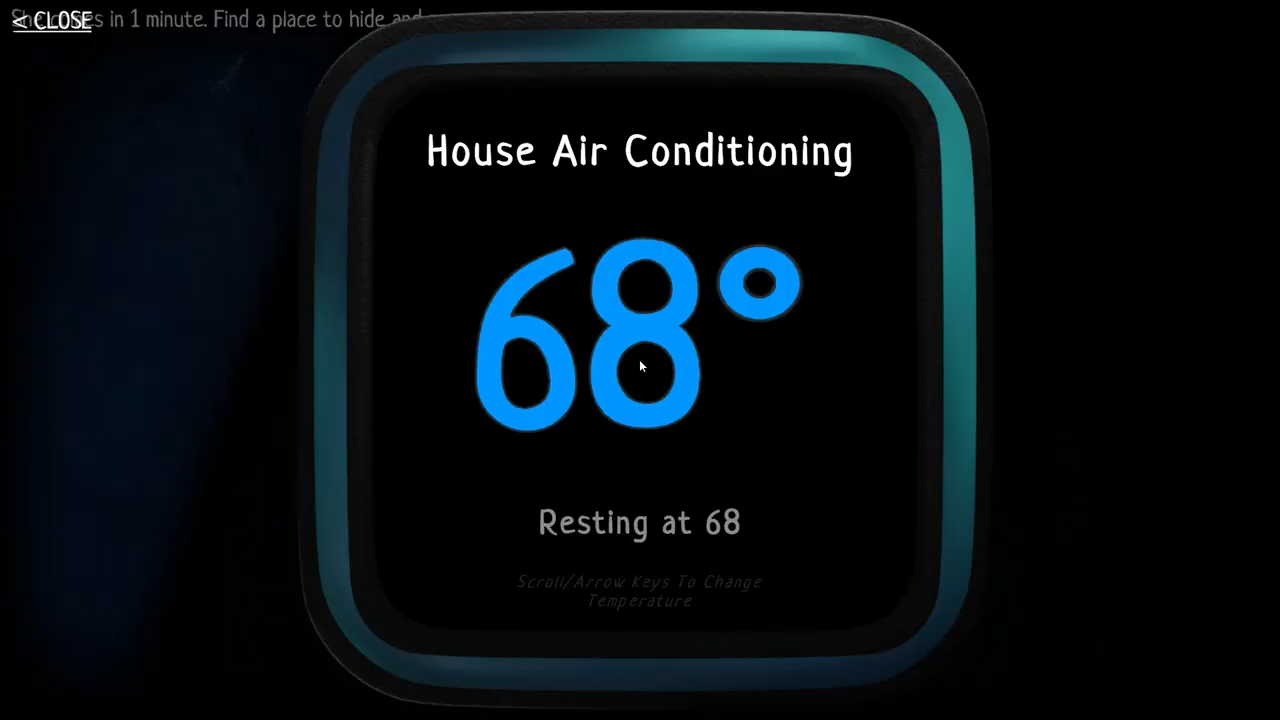 < CLOSE
in 1 minute. Find a place to hide and
House Air Conditioning
68°
Resting at 68
Scroll/Arrow Keys To Change
Temperature